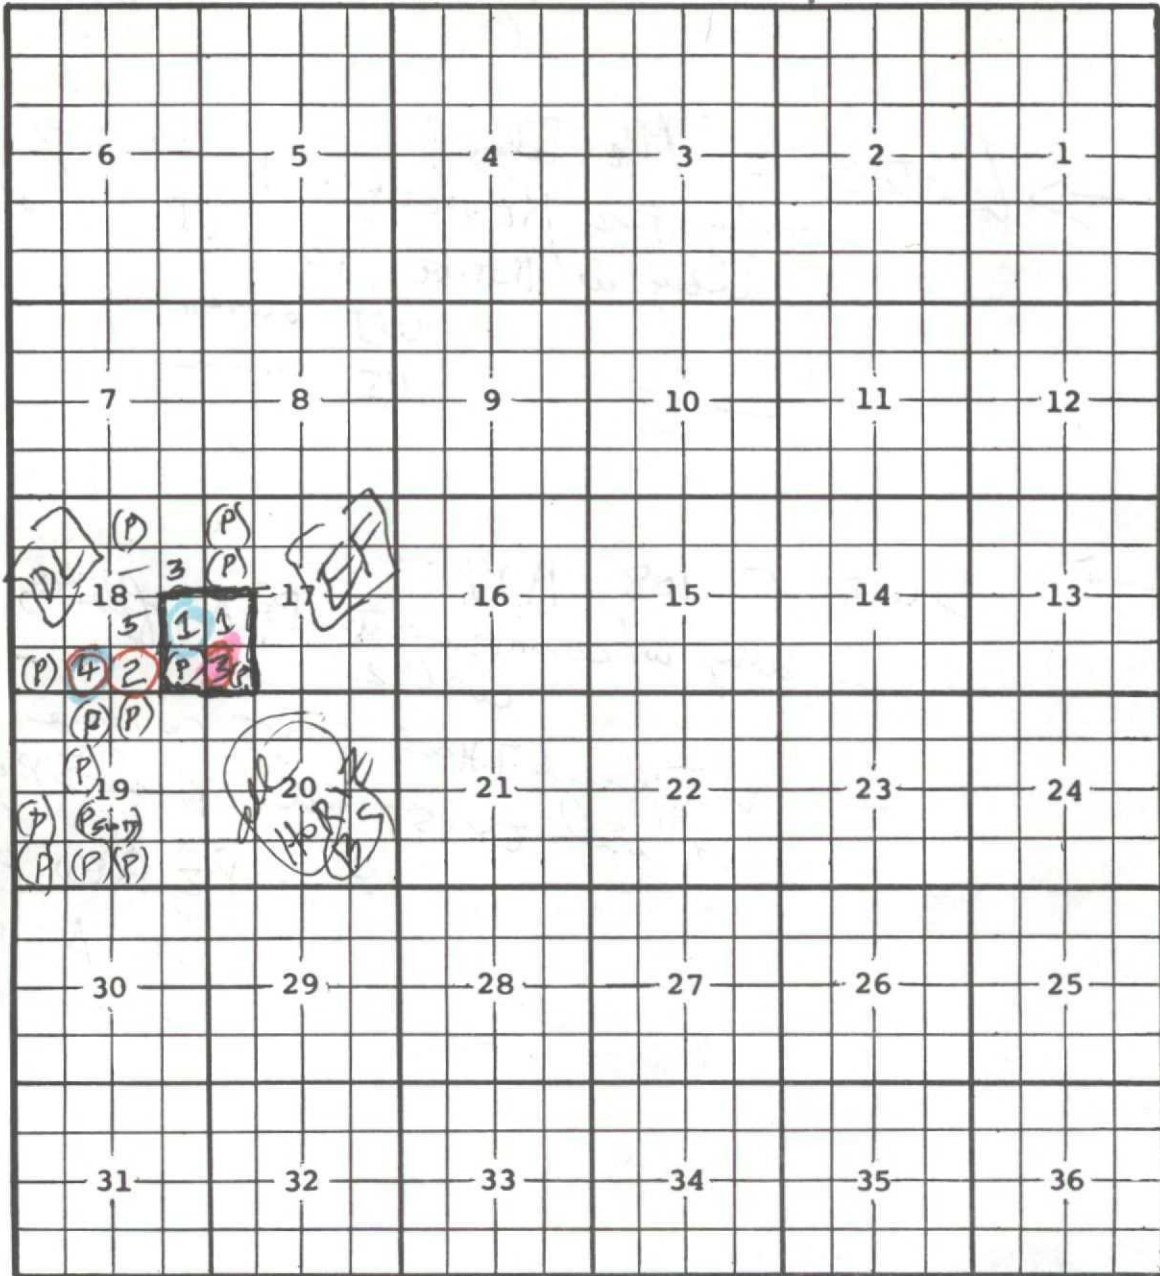 6 5 4 3 2 1
7 8 9 10 11 12
(P) (P)
DL 3 (P) EF
18 17 16 15 14 13
5 1 1
(P) 4 2 (P) 3 (P)
(P) (P)
(P)
19 20 21 22 23 24
(P) (P)
P (P) (P)
30 29 28 27 26 25
31 32 33 34 35 36